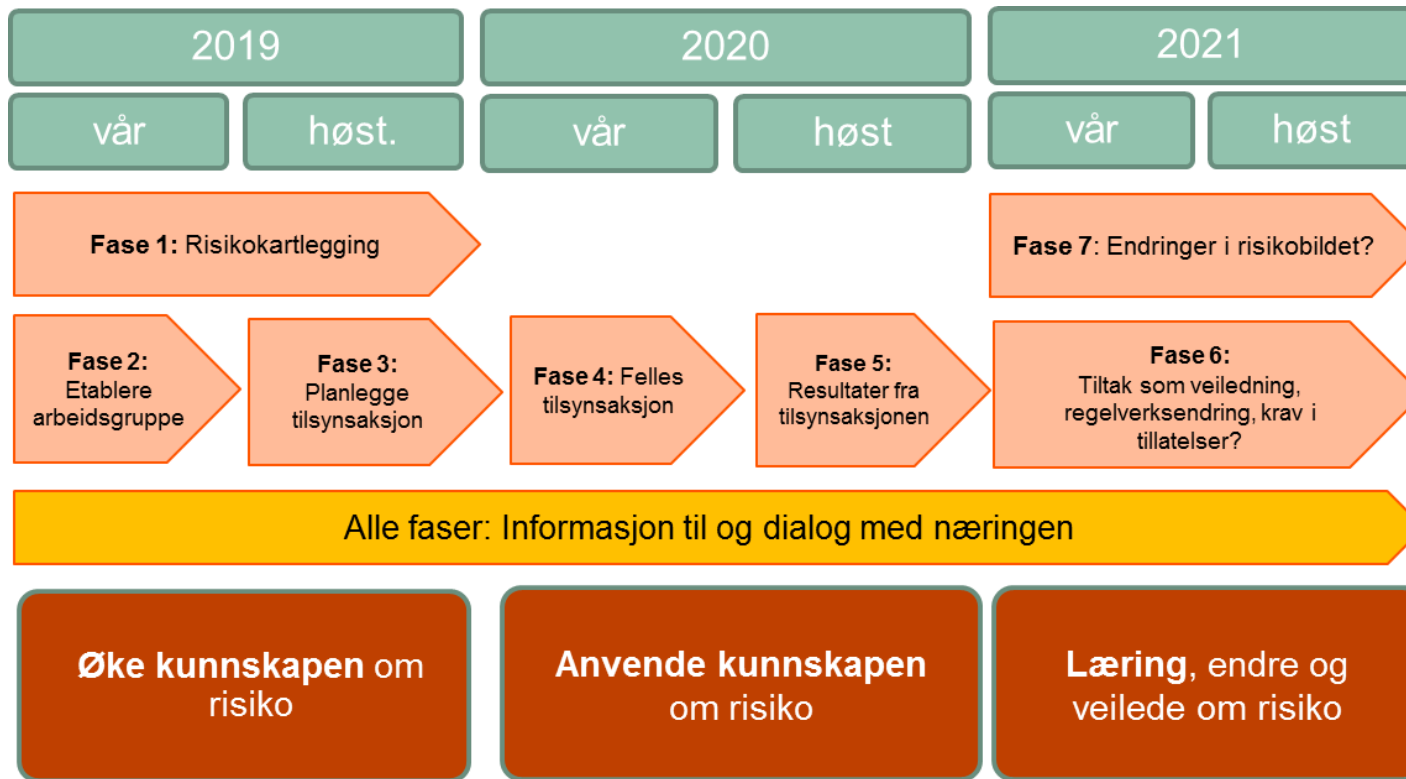 2019
2020
2021
vår
høst.
vår
høst
vår
høst
Fase 1: Risikokartlegging
Fase 7: Endringer i risikobildet?
Fase 2:
Etablere
arbeidsgruppe
Fase 3:
Planlegge
tilsynsaksjon
Fase 4: Felles
tilsynsaksjon
Fase 5:
Resultater fra
tilsynsaksjonen
Fase 6:
Tiltak som veiledning,
regelverksendring, krav i
tillatelser?
Alle faser: Informasjon til og dialog med næringen
Øke kunnskapen om
risiko
Anvende kunnskapen
om risiko
Læring, endre og
veilede om risiko